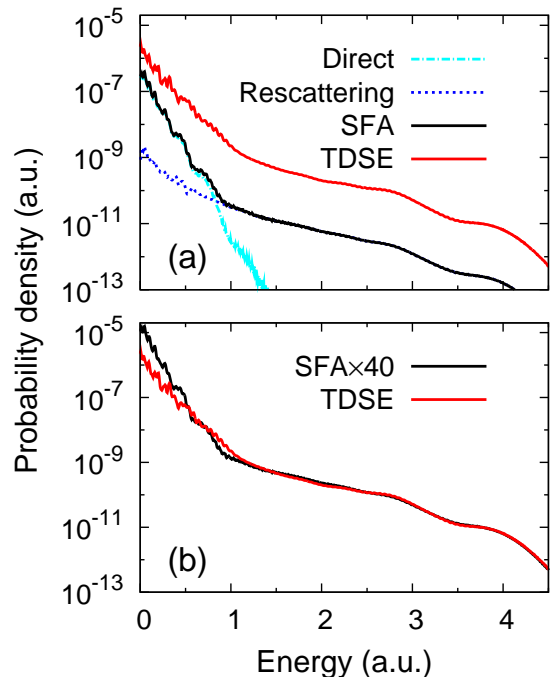 10^-5
10^-7
10^-9
10^-11
10^-13
Direct
Rescattering
SFA
TDSE
(a)
Probability density (a.u.)
10^-5
10^-7
10^-9
10^-11
10^-13
SFA×40
TDSE
(b)
0 1 2 3 4
Energy (a.u.)